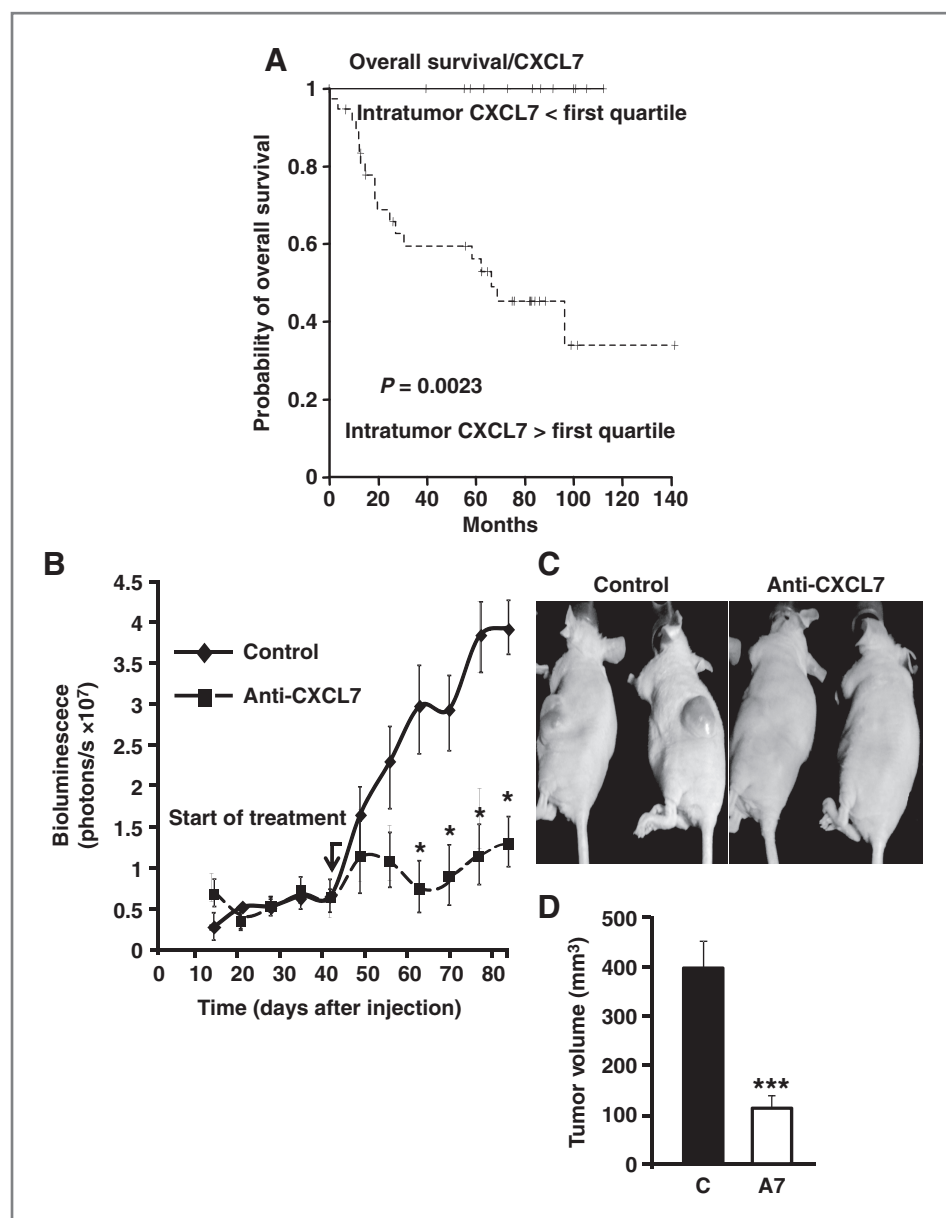 A
Overall survival/CXCL7
1
0.8
0.6
0.4
0.2
0
Probability of overall survival
Intratumor CXCL7 < first quartile
P = 0.0023
Intratumor CXCL7 > first quartile
0 20 40 60 80 100 120 140
Months
B
4.5
4
3.5
3
2.5
2
1.5
1
0.5
0
Bioluminescece
(photons/s ×10⁷)
Control
Anti-CXCL7
Start of treatment
* * * *
0 10 20 30 40 50 60 70 80
Time (days after injection)
C
Control Anti-CXCL7
D
500
400
300
200
100
0
Tumor volume (mm³)
***
C A7